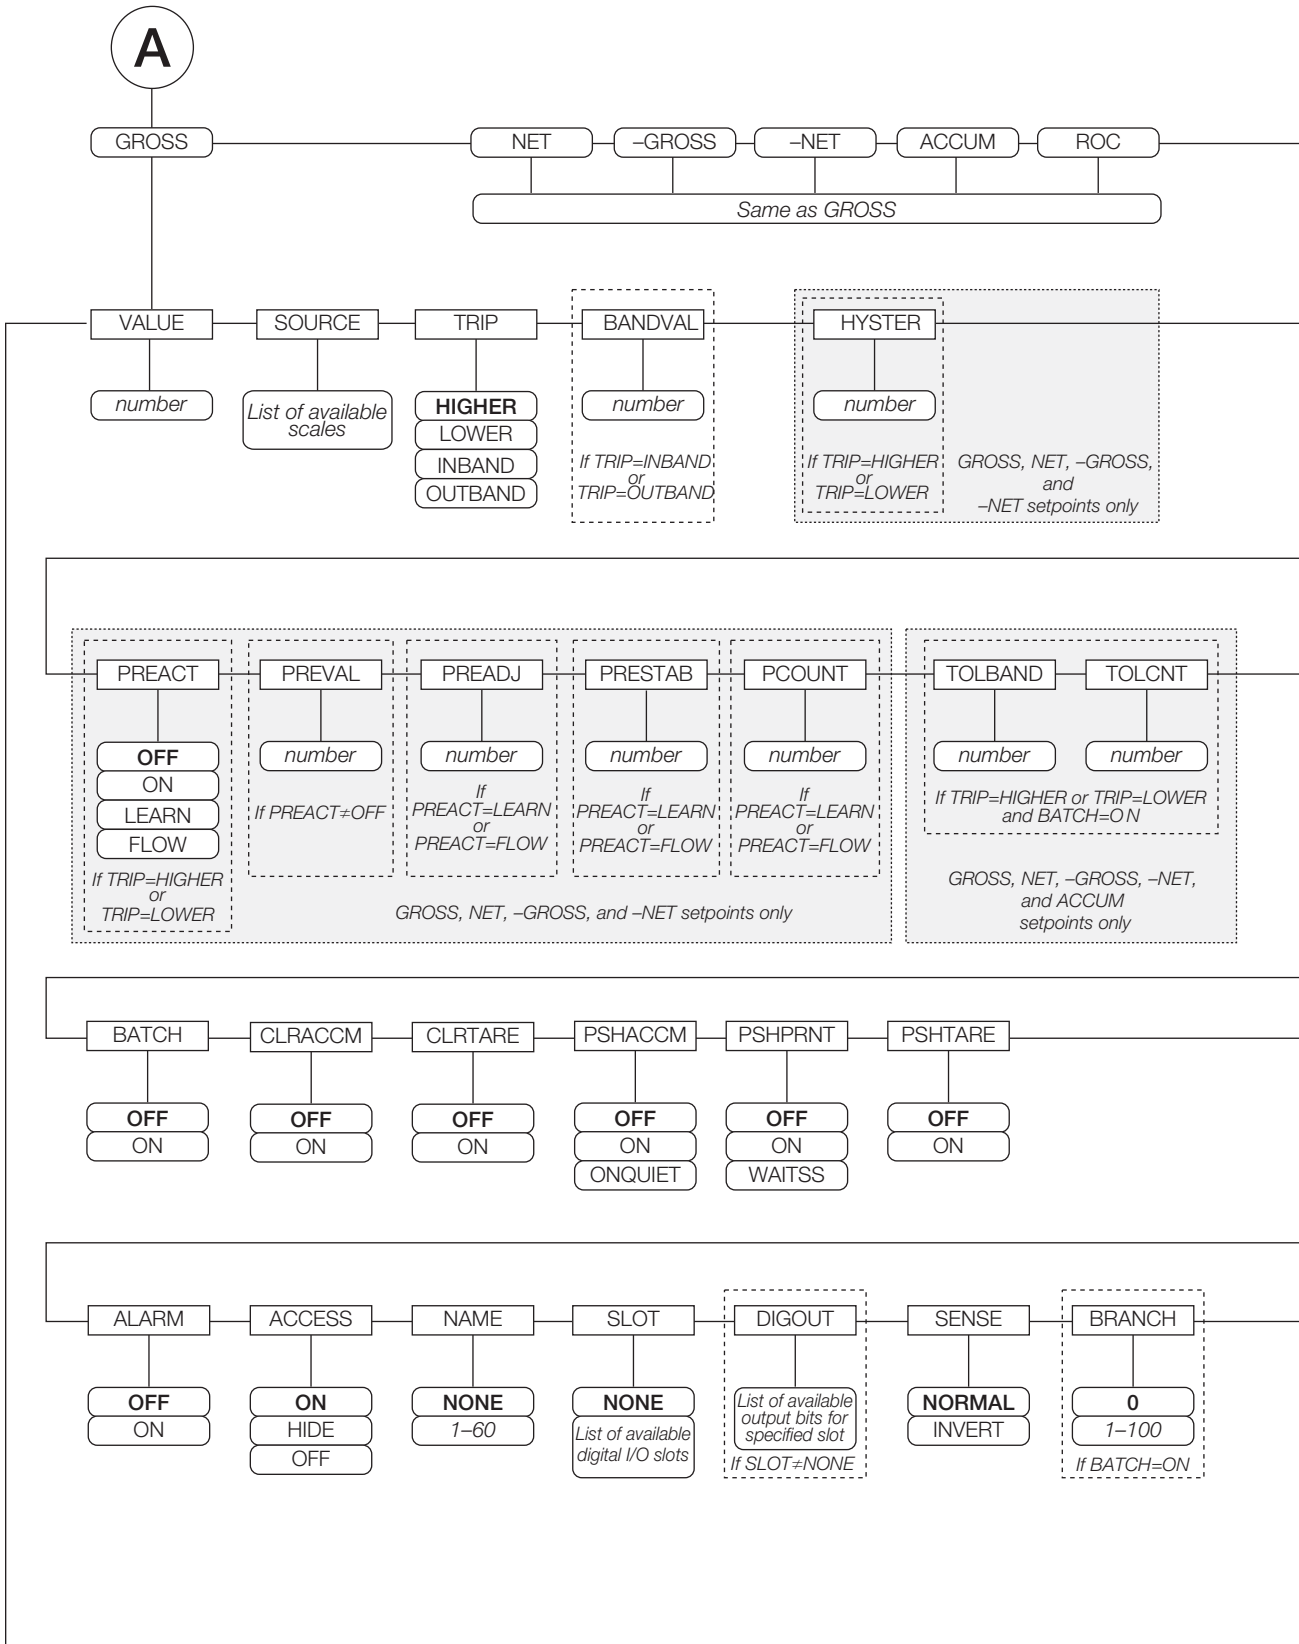 A
GROSS
NET
–GROSS
–NET
ACCUM
ROC
Same as GROSS
VALUE
SOURCE
TRIP
BANDVAL
HYSTER
number
List of available
scales
HIGHER
LOWER
INBAND
OUTBAND
number
If TRIP=INBAND
or
TRIP=OUTBAND
number
If TRIP=HIGHER
or
TRIP=LOWER
GROSS, NET, –GROSS,
and
–NET setpoints only
PREACT
PREVAL
PREADJ
PRESTAB
PCOUNT
TOLBAND
TOLCNT
OFF
ON
LEARN
FLOW
If TRIP=HIGHER
or
TRIP=LOWER
number
If PREACT≠OFF
number
If
PREACT=LEARN
or
PREACT=FLOW
number
If
PREACT=LEARN
or
PREACT=FLOW
number
If
PREACT=LEARN
or
PREACT=FLOW
GROSS, NET, –GROSS, and –NET setpoints only
number
number
If TRIP=HIGHER or TRIP=LOWER
and BATCH=ON
GROSS, NET, –GROSS, –NET,
and ACCUM
setpoints only
BATCH
CLRACCM
CLRTARE
PSHACCM
PSHPRNT
PSHTARE
OFF
ON
OFF
ON
OFF
ON
OFF
ON
ONQUIET
OFF
ON
WAITSS
OFF
ON
ALARM
ACCESS
NAME
SLOT
DIGOUT
SENSE
BRANCH
OFF
ON
ON
HIDE
OFF
NONE
1–60
NONE
List of available
digital I/O slots
List of available
output bits for
specified slot
If SLOT≠NONE
NORMAL
INVERT
0
1–100
If BATCH=ON